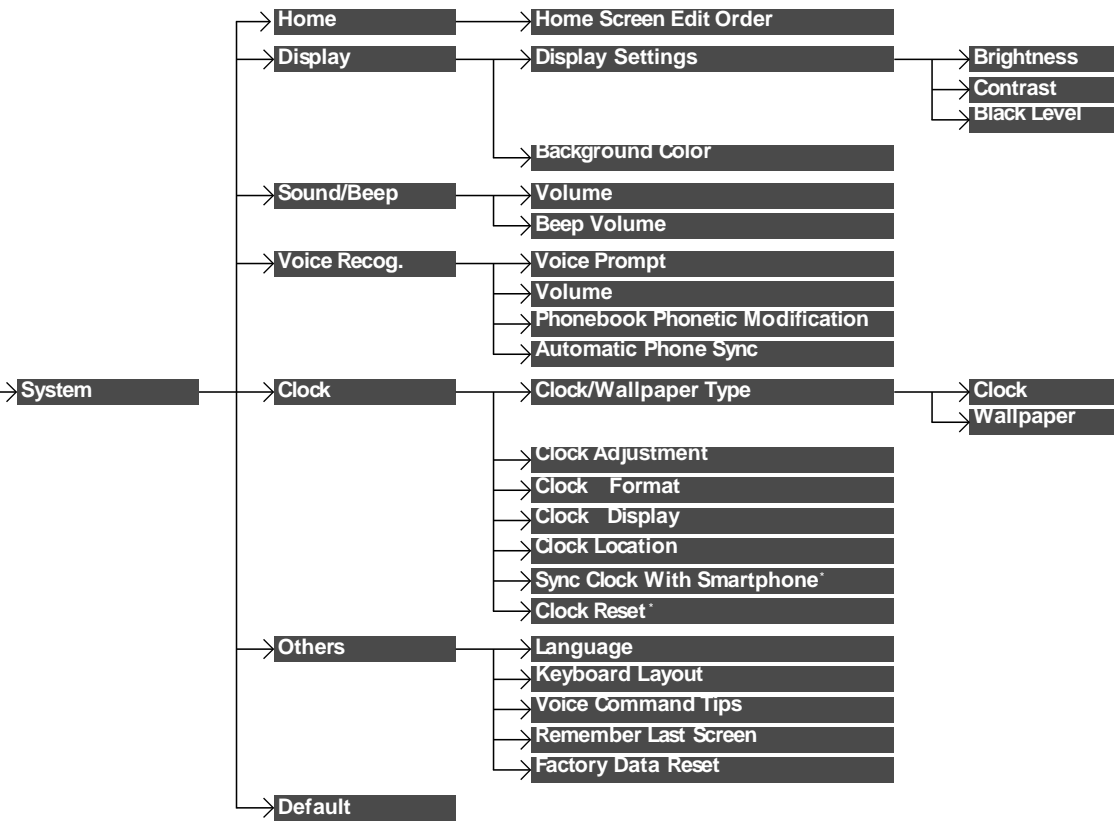 Home
Home Screen Edit Order
Display
Display Settings
Brightness
Contrast
Black Level
Background Color
Sound/Beep
Volume
Beep Volume
Voice Recog.
Voice Prompt
Volume
Phonebook Phonetic Modification
Automatic Phone Sync
System
Clock
Clock/Wallpaper Type
Clock
Wallpaper
Clock Adjustment
Clock Format
Clock Display
Clock Location
Sync Clock With Smartphone*
Clock Reset*
Others
Language
Keyboard Layout
Voice Command Tips
Remember Last Screen
Factory Data Reset
Default